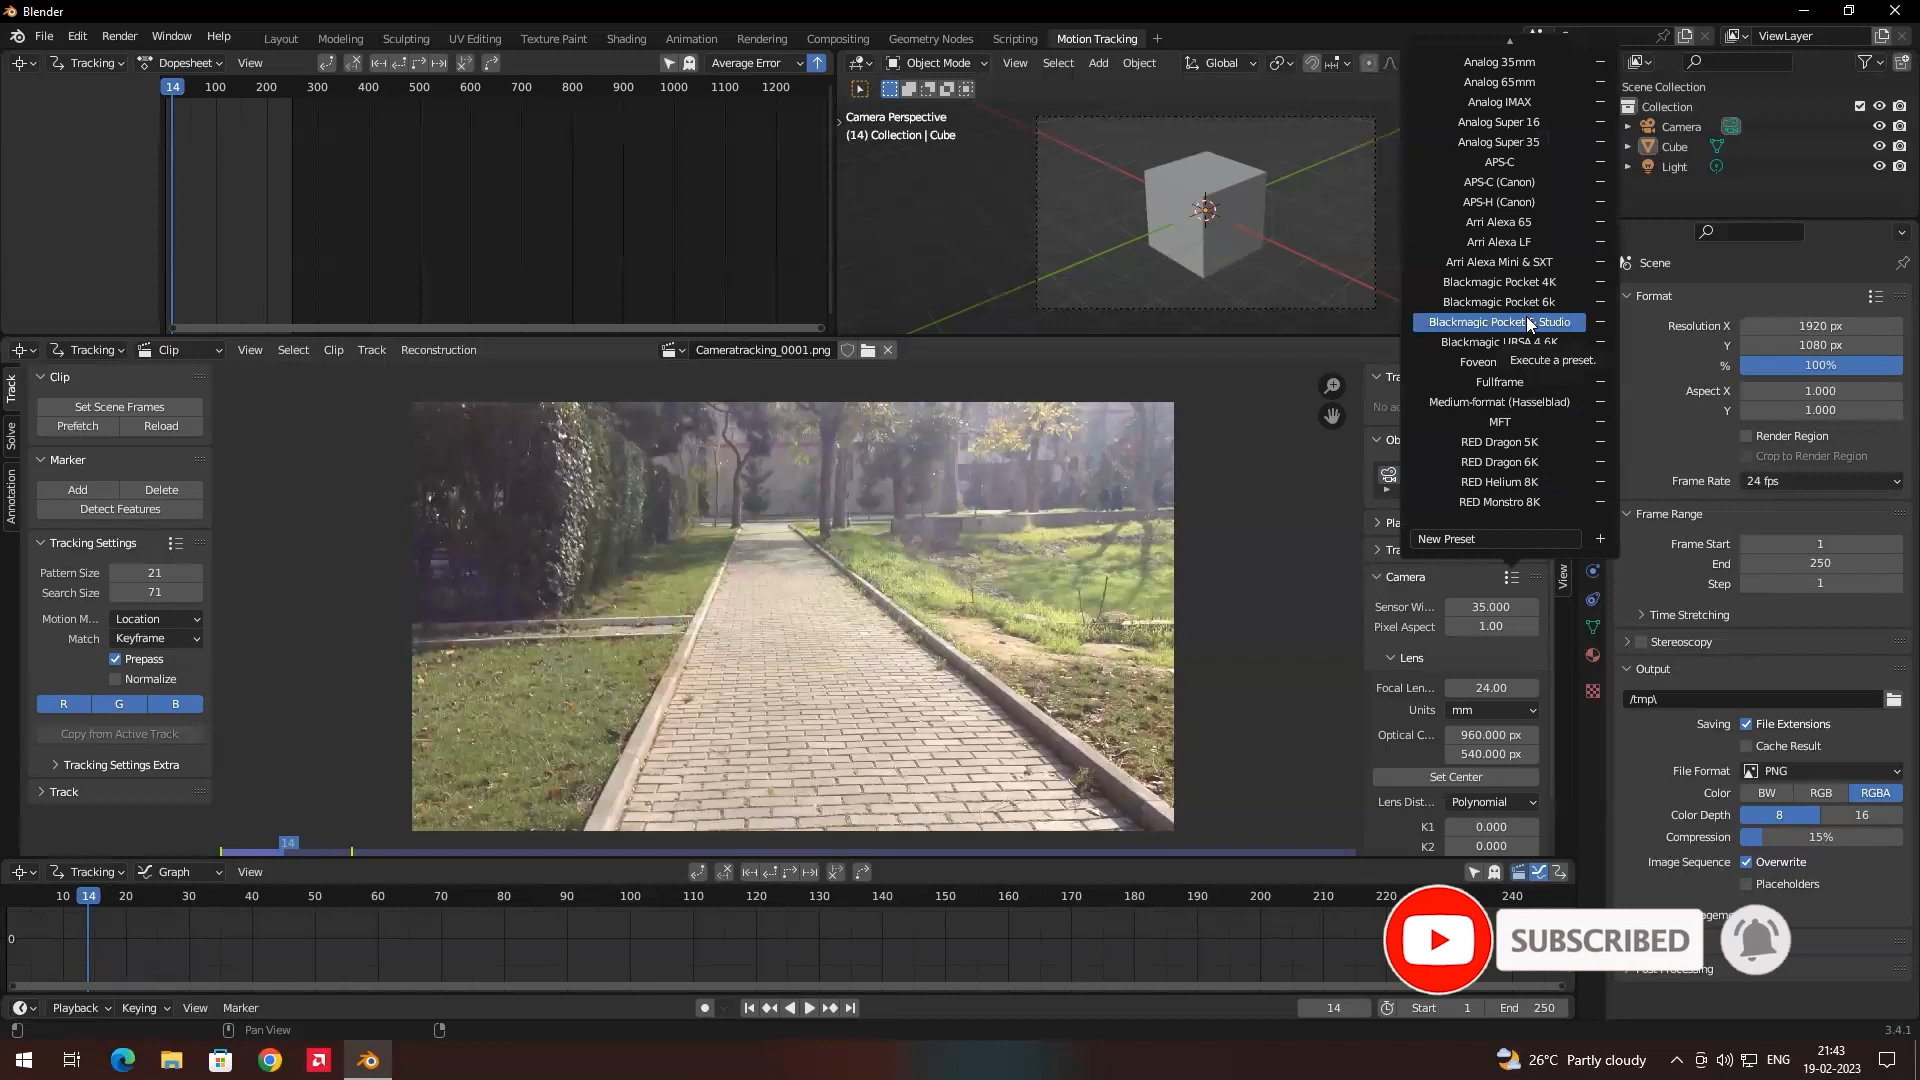 Blender
File Edit Render Window Help Layout Modeling Sculpting UV Editing Texture Paint Shading Animation Rendering Compositing Geometry Nodes Scripting Motion Tracking + ViewLayer
Tracking Dopesheet View Average Error
14 100 200 300 400 500 600 700 800 900 1000 1100 1200
Object Mode View Select Add Object Global
Camera Perspective
(14) Collection | Cube
Analog 35mm
Analog 65mm
Analog IMAX
Analog Super 16
Analog Super 35
APS-C
APS-C (Canon)
APS-H (Canon)
Arri Alexa 65
Arri Alexa LF
Arri Alexa Mini & SXT
Blackmagic Pocket 4K
Blackmagic Pocket 6k
Blackmagic Pocket & Studio
Blackmagic URSA 4.6K
Foveon
Execute a preset.
Fullframe
Medium-format (Hasselblad)
MFT
RED Dragon 5K
RED Dragon 6K
RED Helium 8K
RED Monstro 8K
New Preset +
Scene Collection
Collection
Camera
Cube
Light
Tracking Clip View Select Clip Track Reconstruction Cameratracking_0001.png
Track
Solve
Annotation
Clip
Set Scene Frames
Prefetch Reload
Marker
Add Delete
Detect Features
Tracking Settings
Pattern Size 21
Search Size 71
Motion M... Location
Match Keyframe
Prepass
Normalize
R G B
Copy from Active Track
Tracking Settings Extra
Track
14
Camera
Sensor Wi... 35.000
Pixel Aspect 1.00
Lens
Focal Len... 24.00
Units mm
Optical C... 960.000 px
540.000 px
Set Center
Lens Dist... Polynomial
K1 0.000
K2 0.000
View
Scene
Format
Resolution X 1920 px
Y 1080 px
% 100%
Aspect X 1.000
Y 1.000
Render Region
Crop to Render Region
Frame Rate 24 fps
Frame Range
Frame Start 1
End 250
Step 1
Time Stretching
Stereoscopy
Output
/tmp\
Saving File Extensions
Cache Result
File Format PNG
Color BW RGB RGBA
Color Depth 8 16
Compression 15%
Image Sequence Overwrite
Placeholders
Tracking Graph View
10 14 20 30 40 50 60 70 80 90 100 110 120 130 140 150 160 170 180 190 200 210 220 240
0
SUBSCRIBED
Playback Keying View Marker 14 Start 1 End 250
Pan View 3.4.1
26°C Partly cloudy ENG 21:43
19-02-2023